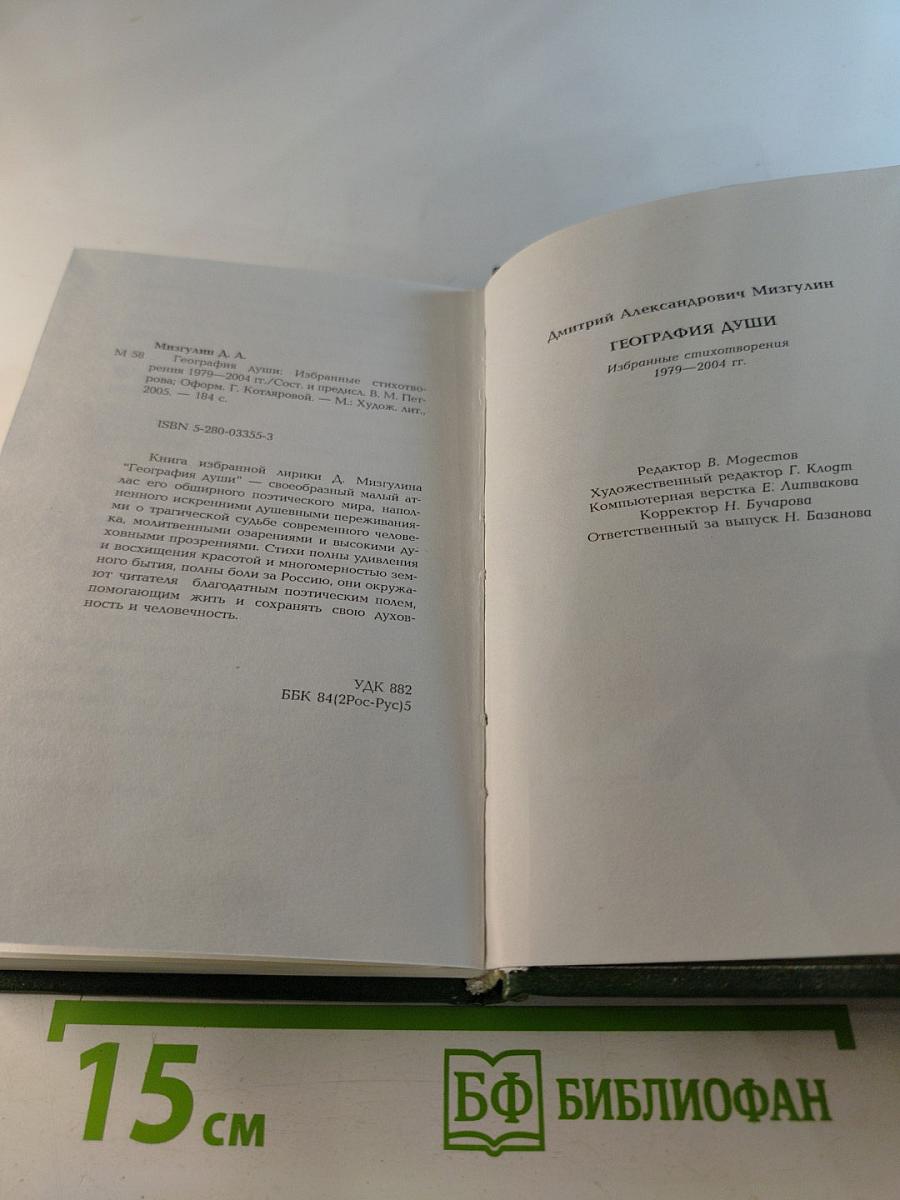 Мизгулин Д. А.
М 58 География души: Избранные стихотво-
рения 1979—2004 гг./Сост. и предисл. В. М. Пет-
рова; Оформ. Г. Котляровой. — М.: Худож. лит.,
2005. — 184 с.
ISBN 5-280-03355-3
Книга избранной лирики Д. Мизгулина
"География души" — своеобразный малый ат-
лас его обширного поэтического мира, напол-
ненного искренними душевными переживания-
ми о трагической судьбе современного челове-
ка, молитвенными озарениями и высокими ду-
ховными прозрениями. Стихи полны удивления
и восхищения красотой и многомерностью зем-
ного бытия, полны боли за Россию, они окружа-
ют читателя благодатным поэтическим полем,
помогающим жить и сохранять свою духов-
ность и человечность.
УДК 882
ББК 84(2Рос-Рус)5
Дмитрий Александрович Мизгулин
ГЕОГРАФИЯ ДУШИ
Избранные стихотворения
1979—2004 гг.
Редактор В. Модестов
Художественный редактор Г. Клодт
Компьютерная верстка Е. Литвакова
Корректор Н. Бучарова
Ответственный за выпуск Н. Базанова
15 см
БФ БИБЛИОФАН